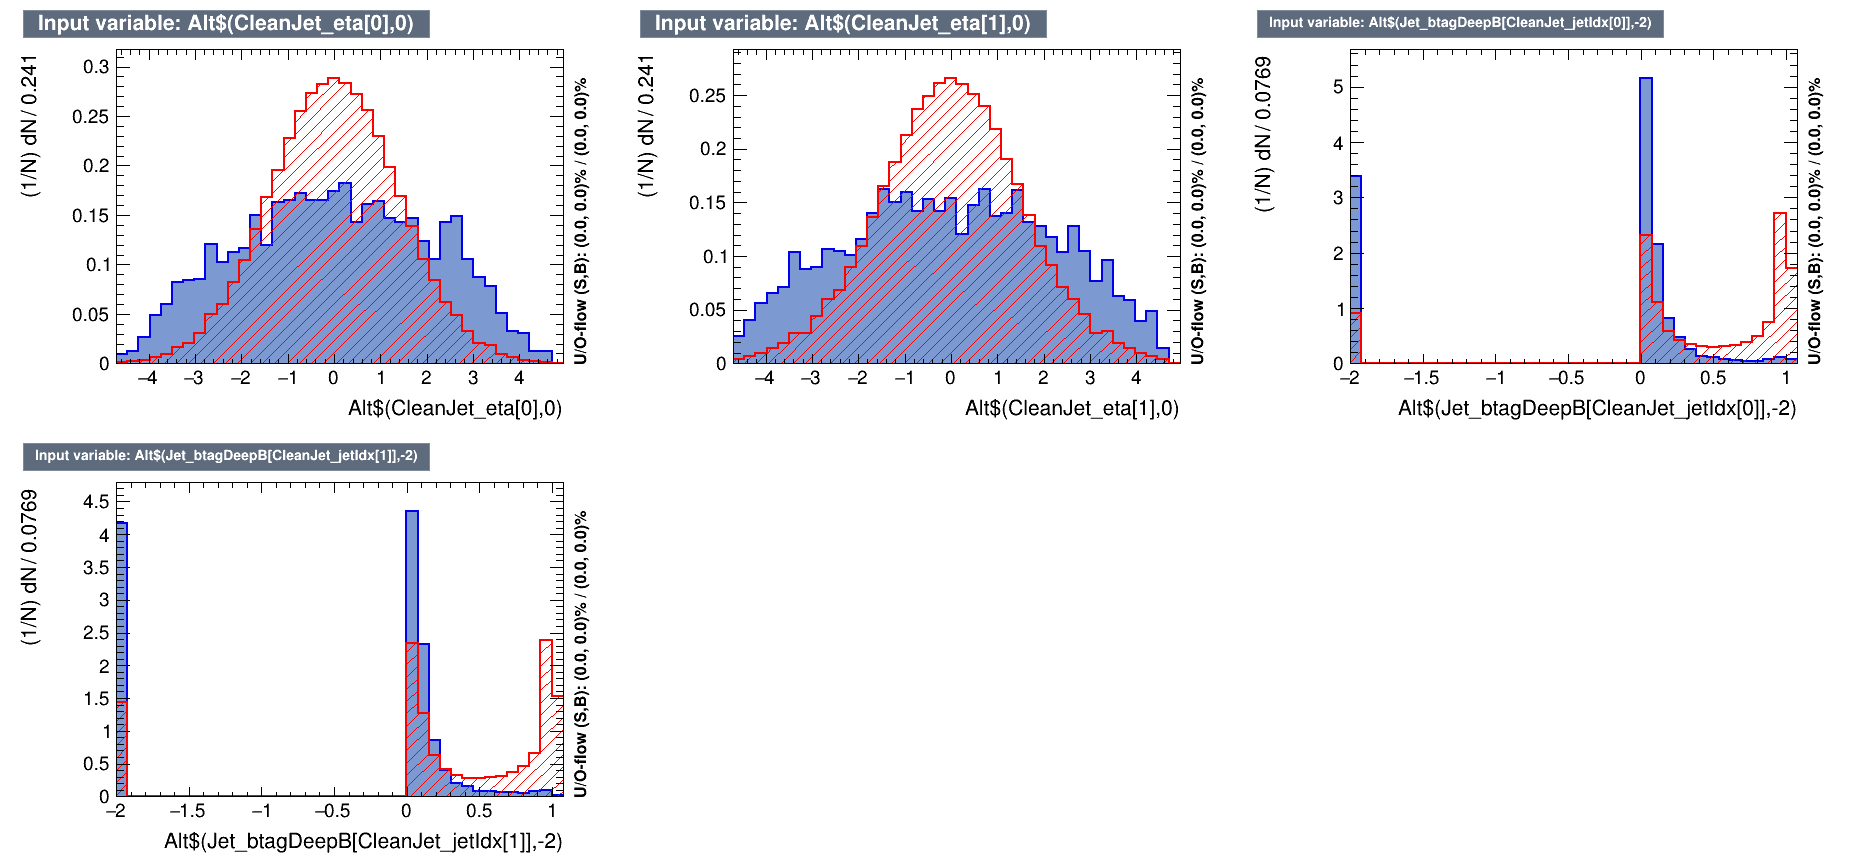 Input variable: Alt$(CleanJet_eta[0],0)
(1/N) dN / 0.241
0.3
0.25
0.2
0.15
0.1
0.05
0
−4 −3 −2 −1 0 1 2 3 4
Alt$(CleanJet_eta[0],0)
U/O-flow (S,B): (0.0, 0.0)% / (0.0, 0.0)%
Input variable: Alt$(CleanJet_eta[1],0)
(1/N) dN / 0.241
0.25
0.2
0.15
0.1
0.05
0
−4 −3 −2 −1 0 1 2 3 4
Alt$(CleanJet_eta[1],0)
U/O-flow (S,B): (0.0, 0.0)% / (0.0, 0.0)%
Input variable: Alt$(Jet_btagDeepB[CleanJet_jetIdx[0]],-2)
(1/N) dN / 0.0769
5
4
3
2
1
0
−2 −1.5 −1 −0.5 0 0.5 1
Alt$(Jet_btagDeepB[CleanJet_jetIdx[0]],-2)
U/O-flow (S,B): (0.0, 0.0)% / (0.0, 0.0)%
Input variable: Alt$(Jet_btagDeepB[CleanJet_jetIdx[1]],-2)
(1/N) dN / 0.0769
4.5
4
3.5
3
2.5
2
1.5
1
0.5
0
−2 −1.5 −1 −0.5 0 0.5 1
Alt$(Jet_btagDeepB[CleanJet_jetIdx[1]],-2)
U/O-flow (S,B): (0.0, 0.0)% / (0.0, 0.0)%